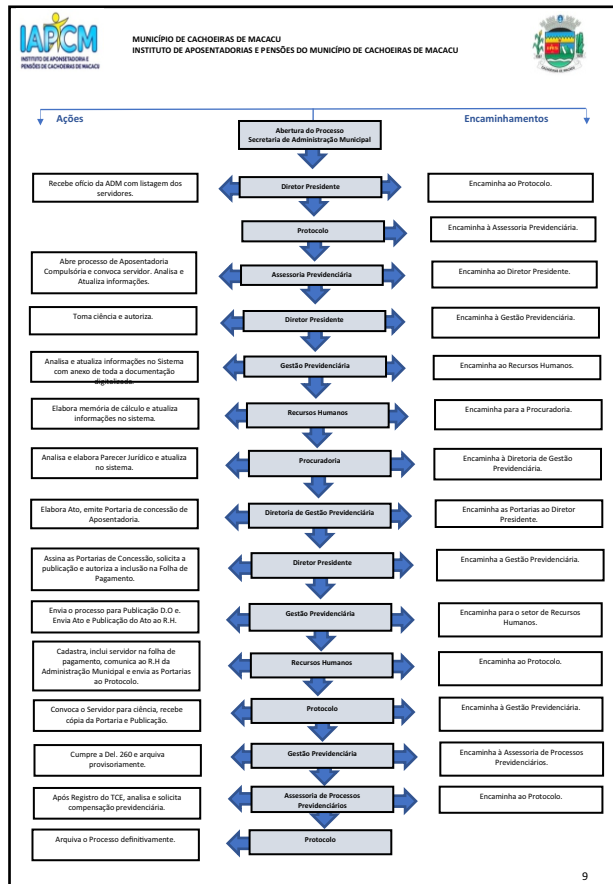 IAPCM
INSTITUTO DE APOSENTADORIA E
PENSÕES DE CACHOEIRAS DE MACACU
MUNICÍPIO DE CACHOEIRAS DE MACACU
INSTITUTO DE APOSENTADORIAS E PENSÕES DO MUNICÍPIO DE CACHOEIRAS DE MACACU
Ações
Encaminhamentos
Abertura do Processo
Secretaria de Administração Municipal
Recebe ofício da ADM com listagem dos
servidores.
Diretor Presidente
Encaminha ao Protocolo.
Protocolo
Encaminha à Assessoria Previdenciária.
Abre processo de Aposentadoria
Compulsória e convoca servidor. Analisa e
Atualiza informações.
Assessoria Previdenciária
Encaminha ao Diretor Presidente.
Toma ciência e autoriza.
Diretor Presidente
Encaminha à Gestão Previdenciária.
Analisa e atualiza informações no Sistema
com anexo de toda a documentação
digitalizada.
Gestão Previdenciária
Encaminha ao Recursos Humanos.
Elabora memória de cálculo e atualiza
informações no sistema.
Recursos Humanos
Encaminha para a Procuradoria.
Analisa e elabora Parecer Jurídico e atualiza
no sistema.
Procuradoria
Encaminha à Diretoria de Gestão
Previdenciária.
Elabora Ato, emite Portaria de concessão de
Aposentadoria.
Diretoria de Gestão Previdenciária
Encaminha as Portarias ao Diretor
Presidente.
Assina as Portarias de Concessão, solicita a
publicação e autoriza a inclusão na Folha de
Pagamento.
Diretor Presidente
Encaminha a Gestão Previdenciária.
Envia o processo para Publicação D.O e.
Envia Ato e Publicação do Ato ao R.H.
Gestão Previdenciária
Encaminha para o setor de Recursos
Humanos.
Cadastra, inclui servidor na folha de
pagamento, comunica ao R.H da
Administração Municipal e envia as Portarias
ao Protocolo.
Recursos Humanos
Encaminha ao Protocolo.
Convoca o Servidor para ciência, recebe
cópia da Portaria e Publicação.
Protocolo
Encaminha à Gestão Previdenciária.
Cumpre a Del. 260 e arquiva
provisoriamente.
Gestão Previdenciária
Encaminha à Assessoria de Processos
Previdenciários.
Após Registro do TCE, analisa e solicita
compensação previdenciária.
Assessoria de Processos
Previdenciários
Encaminha ao Protocolo.
Arquiva o Processo definitivamente.
Protocolo
9